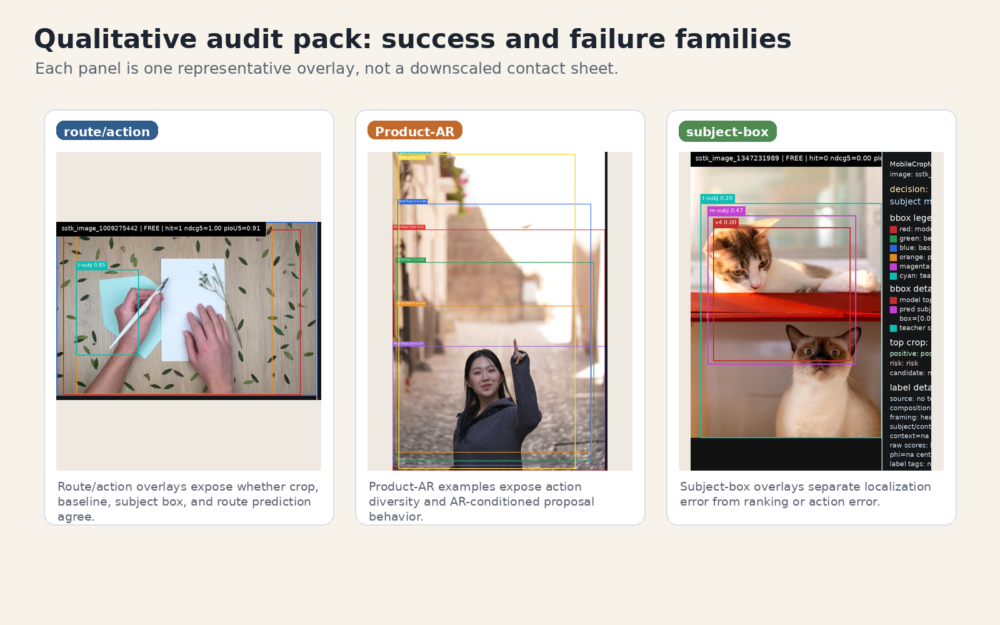 Qualitative audit pack: success and failure families
Each panel is one representative overlay, not a downscaled contact sheet.
route/action
sstk_image_1009275442 | FREE | hit=1 ndcg5=1.00 pIoU5=0.91
t-subj 0.85
Route/action overlays expose whether crop,
baseline, subject box, and route prediction
agree.
Product-AR
MCN final 3:4 0.86
MCN final FREE 0.82
MCN final 1:1 0.81
MCN final 4:3 0.84
MCN final 16:9 0.87
Product-AR examples expose action
diversity and AR-conditioned proposal
behavior.
subject-box
sstk_image_1347231989 | FREE | hit=0 ndcg5=0.00
t-subj 0.20
m-subj 0.47
v4 0.00
MobileCrop
image: sstk_
decision:
subject m
bbox lege
red: mode
green: be
blue: bas
orange: p
magenta:
cyan: tea
bbox deta
model top
pred subj
box=[0.0
teacher s
top crop:
positive: pos
risk: risk
candidate: n
label deta
source: no te
composition
framing: hea
subject/cont
context=na
raw scores:
phi=na cent
label tags: n
Subject-box overlays separate localization
error from ranking or action error.